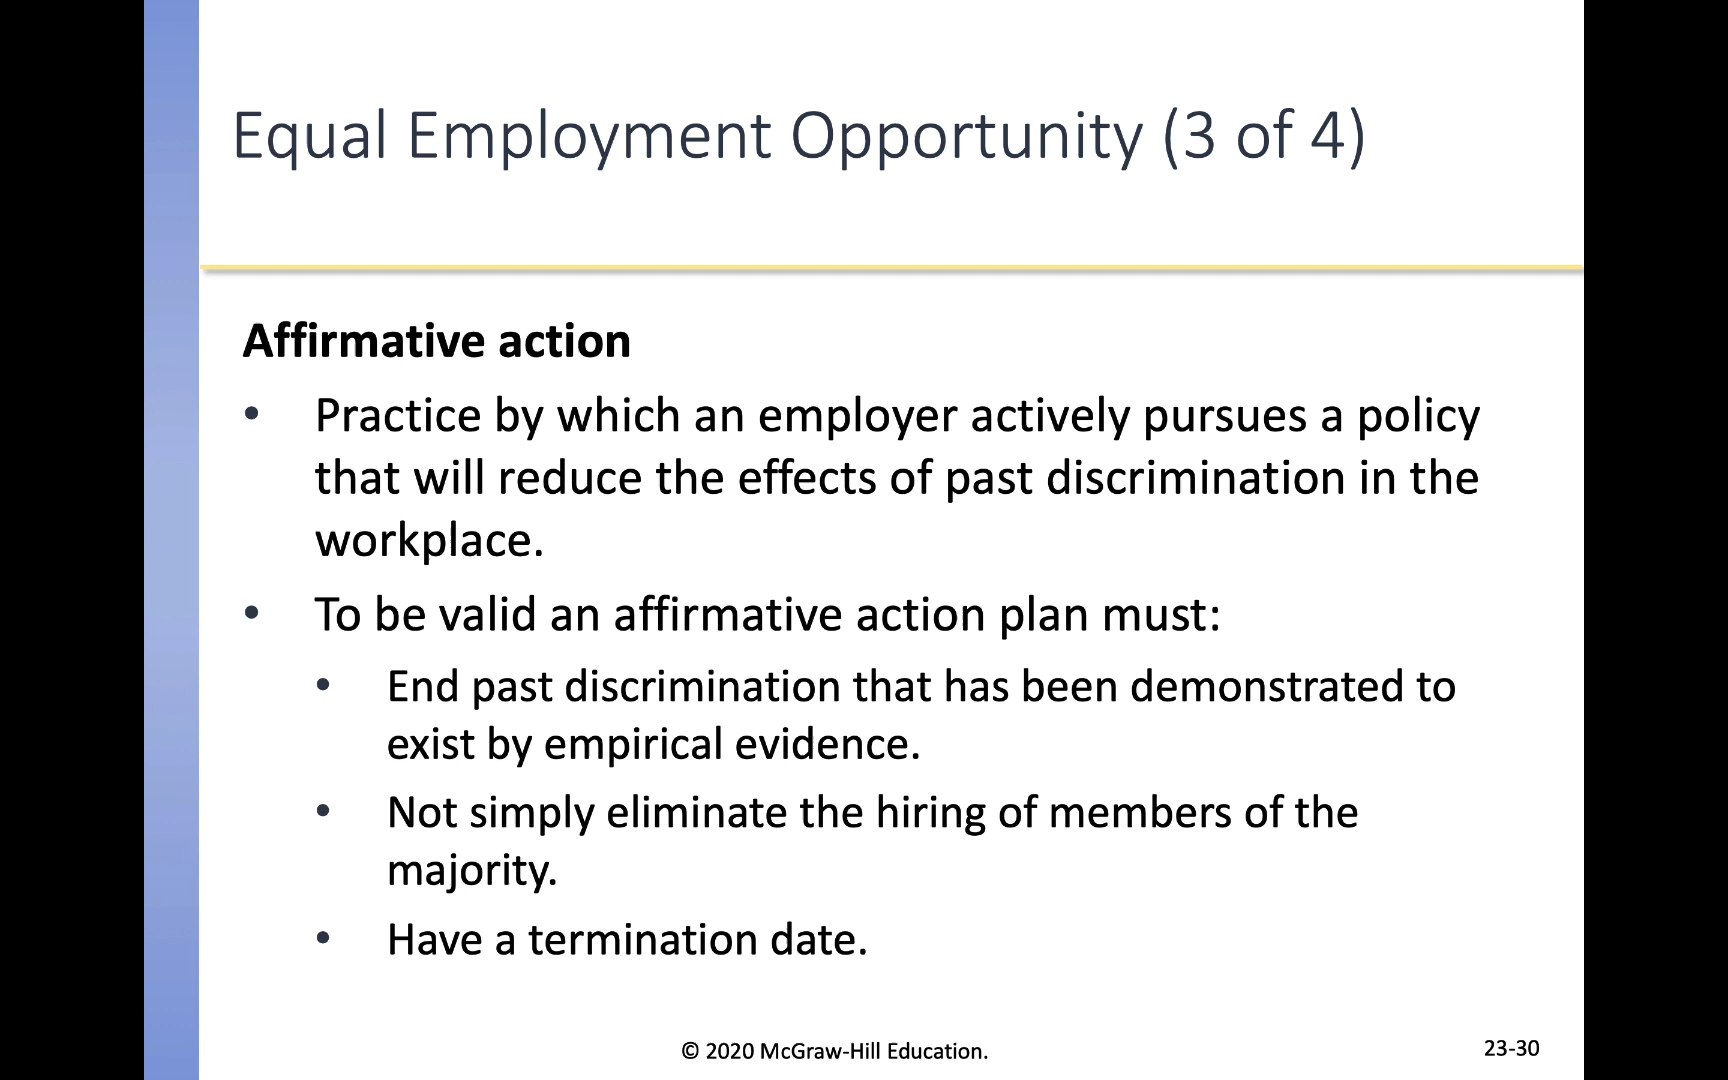 Equal Employment Opportunity (3 of 4)
Affirmative action
• Practice by which an employer actively pursues a policy
that will reduce the effects of past discrimination in the
workplace.
• To be valid an affirmative action plan must:
• End past discrimination that has been demonstrated to
exist by empirical evidence.
• Not simply eliminate the hiring of members of the
majority.
• Have a termination date.
© 2020 McGraw-Hill Education.
23-30